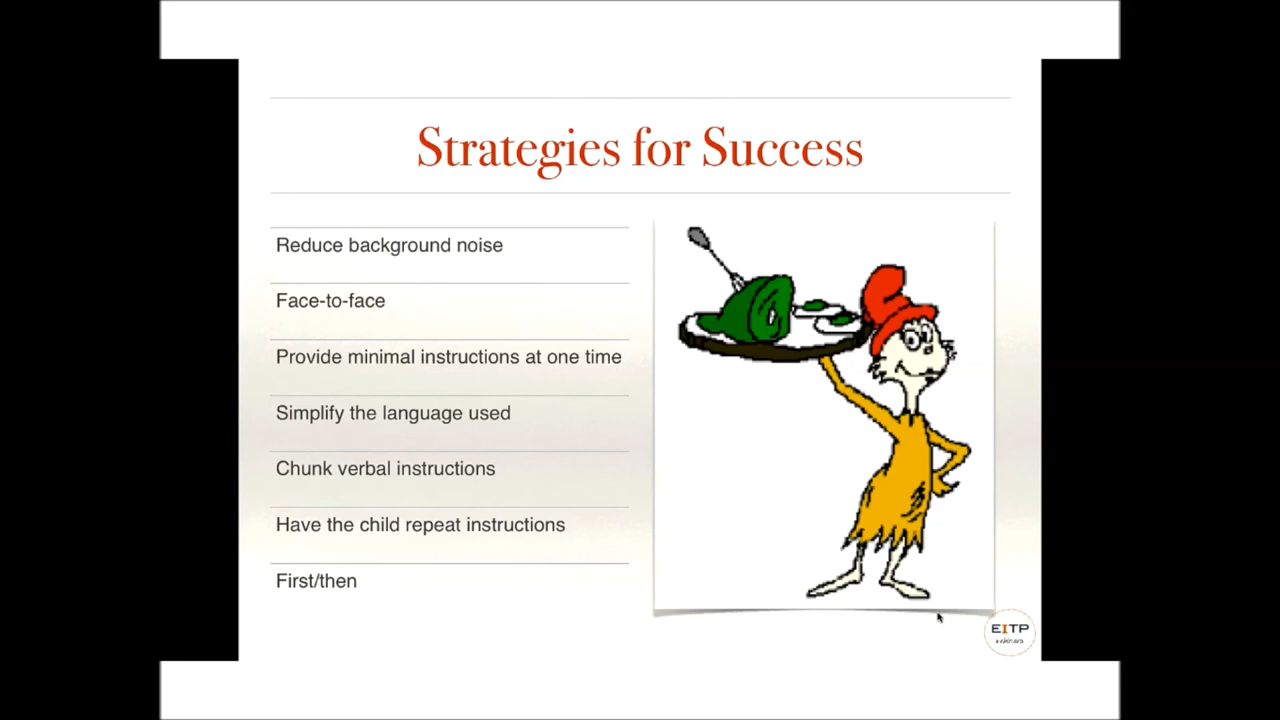 Strategies for Success
Reduce background noise
Face-to-face
Provide minimal instructions at one time
Simplify the language used
Chunk verbal instructions
Have the child repeat instructions
First/then
EITP